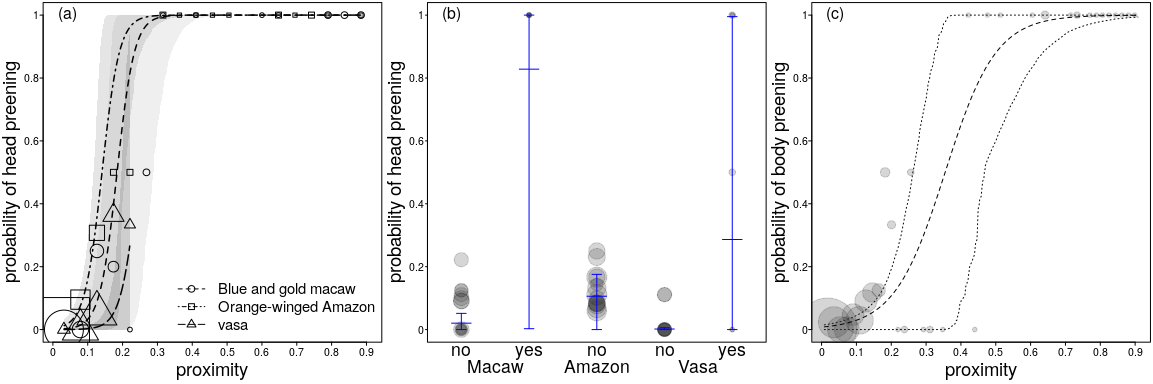 (a)
probability of head preening
1
0.8
0.6
0.4
0.2
0
0 0.1 0.2 0.3 0.4 0.5 0.6 0.7 0.8 0.9
proximity
Blue and gold macaw
Orange-winged Amazon
vasa
(b)
probability of head preening
1
0.8
0.6
0.4
0.2
0
no yes no no yes
Macaw Amazon Vasa
(c)
probability of body preening
1
0.8
0.6
0.4
0.2
0
0 0.1 0.2 0.3 0.4 0.5 0.6 0.7 0.8 0.9
proximity